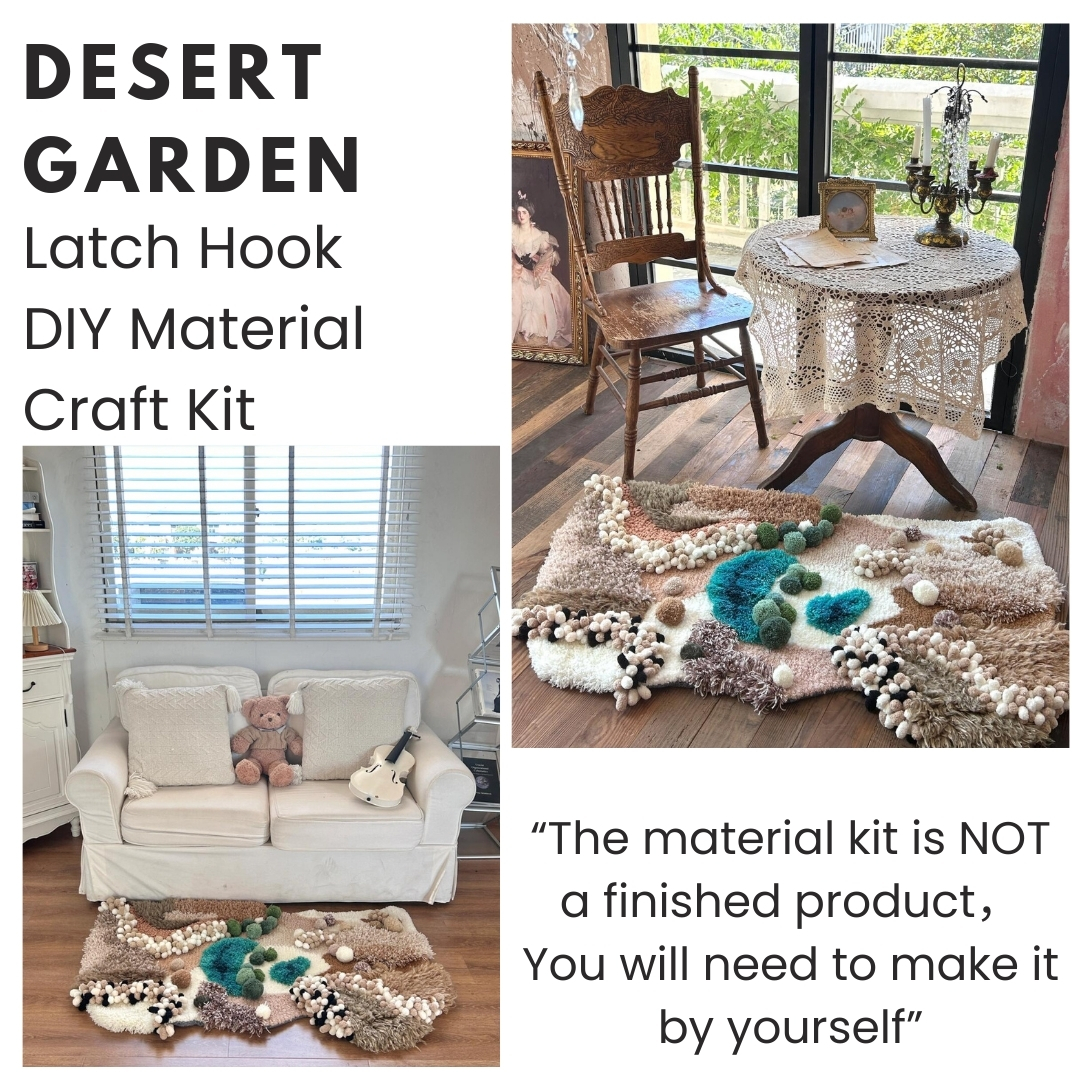 DESERT
GARDEN
Latch Hook
DIY Material
Craft Kit
“The material kit is NOT
a finished product，
You will need to make it
by yourself”